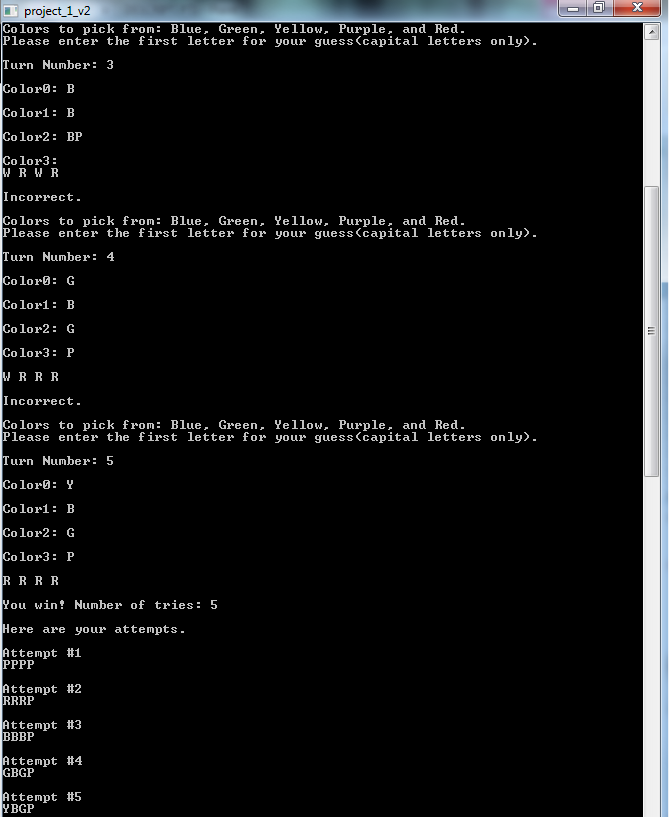 project_1_v2
Colors to pick from: Blue, Green, Yellow, Purple, and Red.
Please enter the first letter for your guess(capital letters only).
Turn Number: 3
Color0: B
Color1: B
Color2: BP
Color3:
W R W R
Incorrect.
Colors to pick from: Blue, Green, Yellow, Purple, and Red.
Please enter the first letter for your guess(capital letters only).
Turn Number: 4
Color0: G
Color1: B
Color2: G
Color3: P
W R R R
Incorrect.
Colors to pick from: Blue, Green, Yellow, Purple, and Red.
Please enter the first letter for your guess(capital letters only).
Turn Number: 5
Color0: Y
Color1: B
Color2: G
Color3: P
R R R R
You win! Number of tries: 5
Here are your attempts.
Attempt #1
PPPP
Attempt #2
RRRP
Attempt #3
BBBP
Attempt #4
GBGP
Attempt #5
YBGP